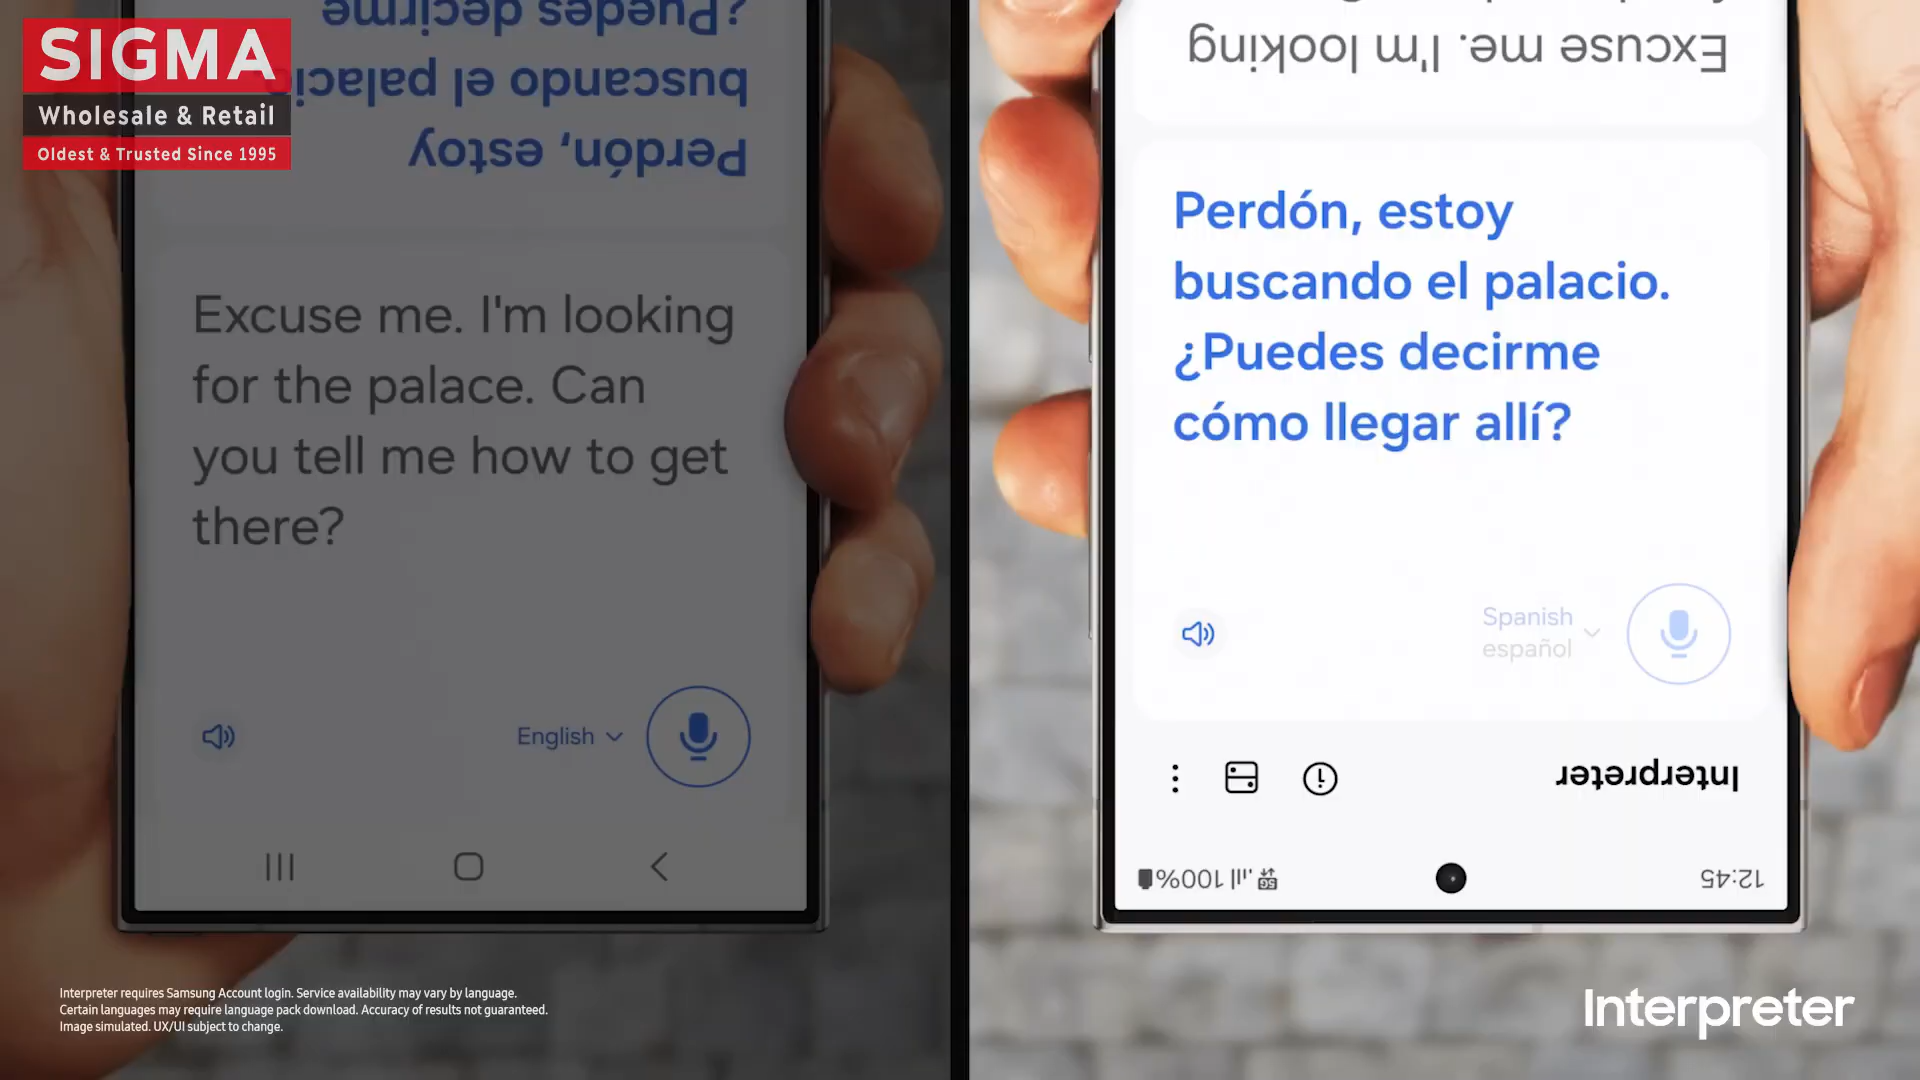 SIGMA
Wholesale & Retail
Oldest & Trusted Since 1995
¿Puedes decirme
buscando el palacio
Perdón, estoy
Excuse me. I'm looking
for the palace. Can
you tell me how to get
there?
English
Excuse me. I'm looking
Perdón, estoy
buscando el palacio.
¿Puedes decirme
cómo llegar allí?
Spanish
español
Interpreter
12:45
5G 100%
Interpreter requires Samsung Account login. Service availability may vary by language.
Certain languages may require language pack download. Accuracy of results not guaranteed.
Image simulated. UX/UI subject to change.
Interpreter